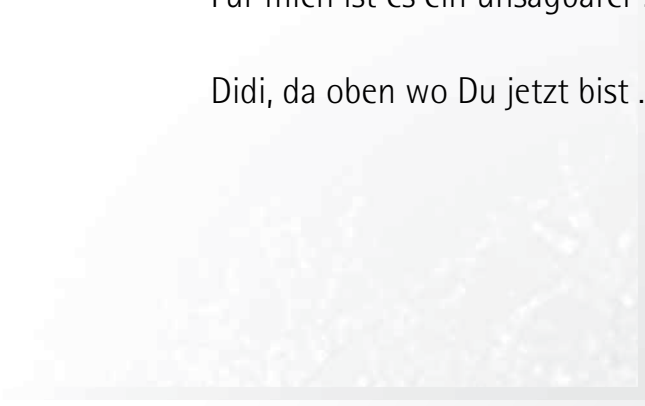 Für mich ist es ein unsagbarer
Didi, da oben wo Du jetzt bist .